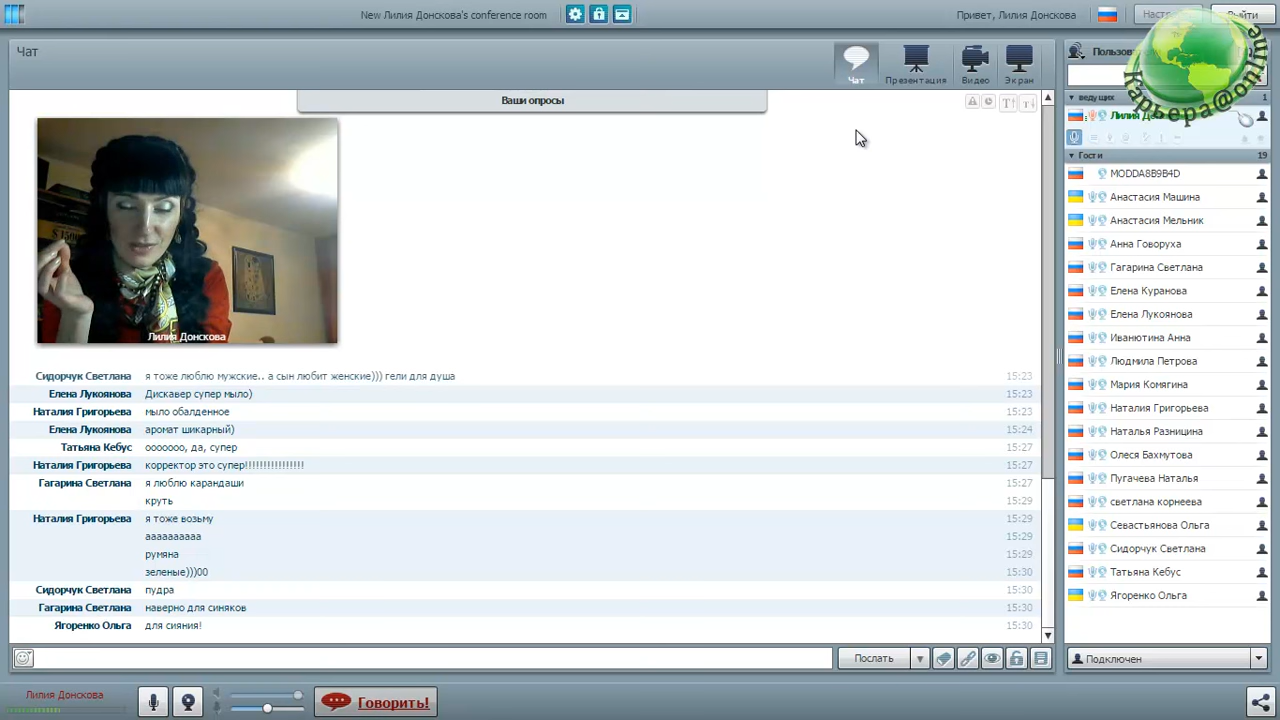 New Лилия Донскова's conference room
Привет, Лилия Донскова
Выйти
Чат
Чат
Презентация
Видео
Экран
Ваши опросы
Лилия Донскова
Сидорчук Светлана я тоже люблю мужские.. а сын любит женские))) гели для душа 15:23
Елена Лукоянова Дискавер супер мыло) 15:23
Наталия Григорьева мыло обалденное 15:23
Елена Лукоянова аромат шикарный) 15:24
Татьяна Кебус ооооооо, да, супер 15:27
Наталия Григорьева корректор это супер!!!!!!!!!!!!!!!! 15:27
Гагарина Светлана я люблю карандаши 15:27
круть 15:29
Наталия Григорьева я тоже возьму 15:29
аааааааааа 15:29
румяна 15:29
зеленые)))00 15:30
Сидорчук Светлана пудра 15:30
Гагарина Светлана наверно для синяков 15:30
Ягоренко Ольга для сияния! 15:30
Послать
Лилия Донскова
Говорить!
Карьера@online
ведущих 1
Гости 19
MODDA8B9B4D
Анастасия Машина
Анастасия Мельник
Анна Говоруха
Гагарина Светлана
Елена Куранова
Елена Лукоянова
Иванютина Анна
Людмила Петрова
Мария Комягина
Наталия Григорьева
Наталья Разницина
Олеся Бахмутова
Пугачева Наталья
светлана корнеева
Севастьянова Ольга
Сидорчук Светлана
Татьяна Кебус
Ягоренко Ольга
Подключен